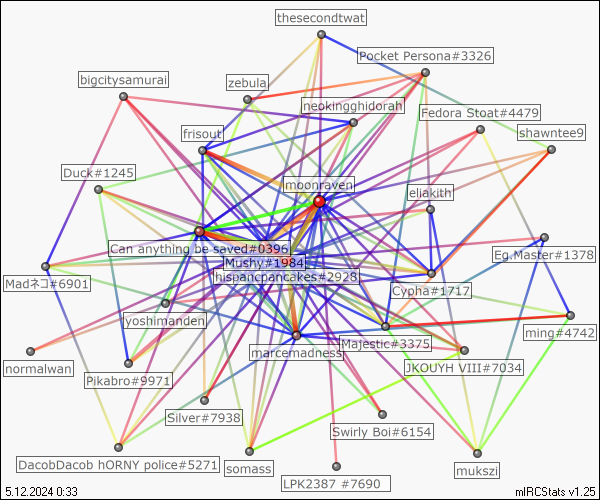 thesecondtwat
Pocket Persona#3326
bigcitysamurai
zebula
neokingghidorah
Fedora Stoat#4479
frisout
shawntee9
Duck#1245
moonraven
eliakith
Can anything be saved#0396
Eg.Master#1378
Mushy#1984
Madネコ#6901
hispanicpancakes#2928
Cypha#1717
lyoshimanden
ming#4742
Majestic#3375
marcemadness
normalwan
JKOUYH VIII#7034
Pikabro#9971
Silver#7938
Swirly Boi#6154
DacobDacob hORNY police#5271
somass
mukszi
LPK2387 #7690
5.12.2024 0:33
mIRCStats v1.25